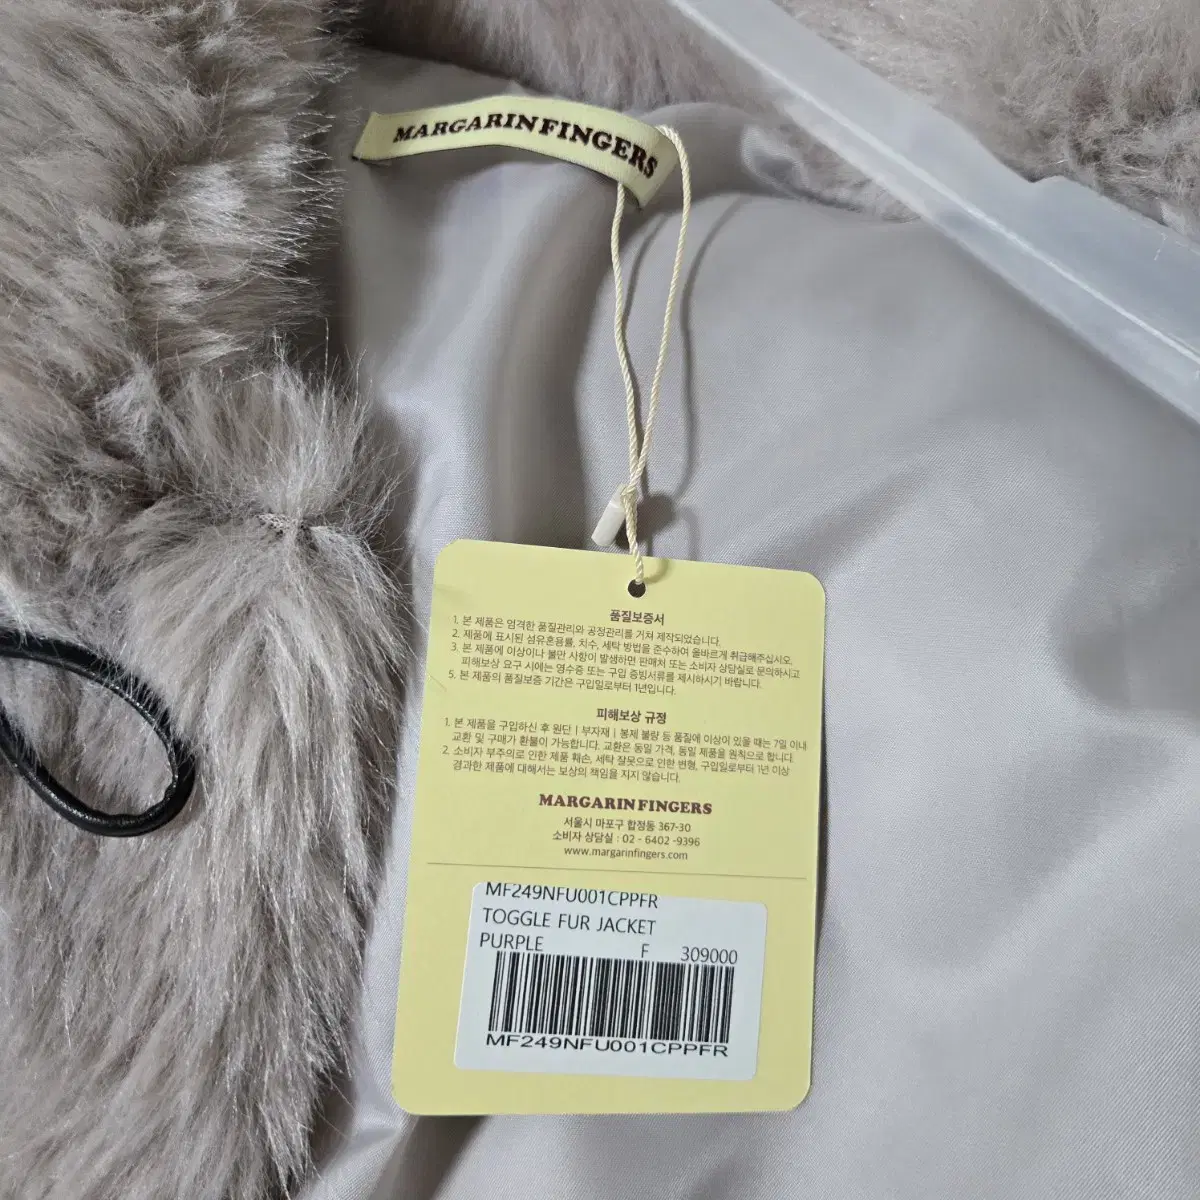 MARGARINFINGERS
품질보증서
1. 본 제품은 엄격한 품질관리와 공정관리를 거쳐 제작되었습니다.
2. 제품에 표시된 섬유혼용률, 치수, 세탁 방법을 준수하여 올바르게 취급해주십시오.
3. 본 제품에 이상이나 불만 사항이 발생하면 판매처 또는 소비자 상담실로 문의하시고
피해보상 요구 시에는 영수증 또는 구입 증빙서류를 제시하시기 바랍니다.
5. 본 제품의 품질보증 기간은 구입일로부터 1년입니다.
피해보상 규정
1. 본 제품을 구입하신 후 원단 | 부자재 | 봉제 불량 등 품질에 이상이 있을 때는 7일 이내
교환 및 구매가 환불이 가능합니다. 교환은 동일 가격, 동일 제품을 원칙으로 합니다.
2. 소비자 부주의로 인한 제품 훼손, 세탁 잘못으로 인한 변형, 구입일로부터 1년 이상
경과한 제품에 대해서는 보상의 책임을 지지 않습니다.
MARGARINFINGERS
서울시 마포구 합정동 367-30
소비자 상담실 : 02 - 6402 -9396
www.margarinfingers.com
MF249NFU001CPPFR
TOGGLE FUR JACKET
PURPLE F 309000
MF249NFU001CPPFR